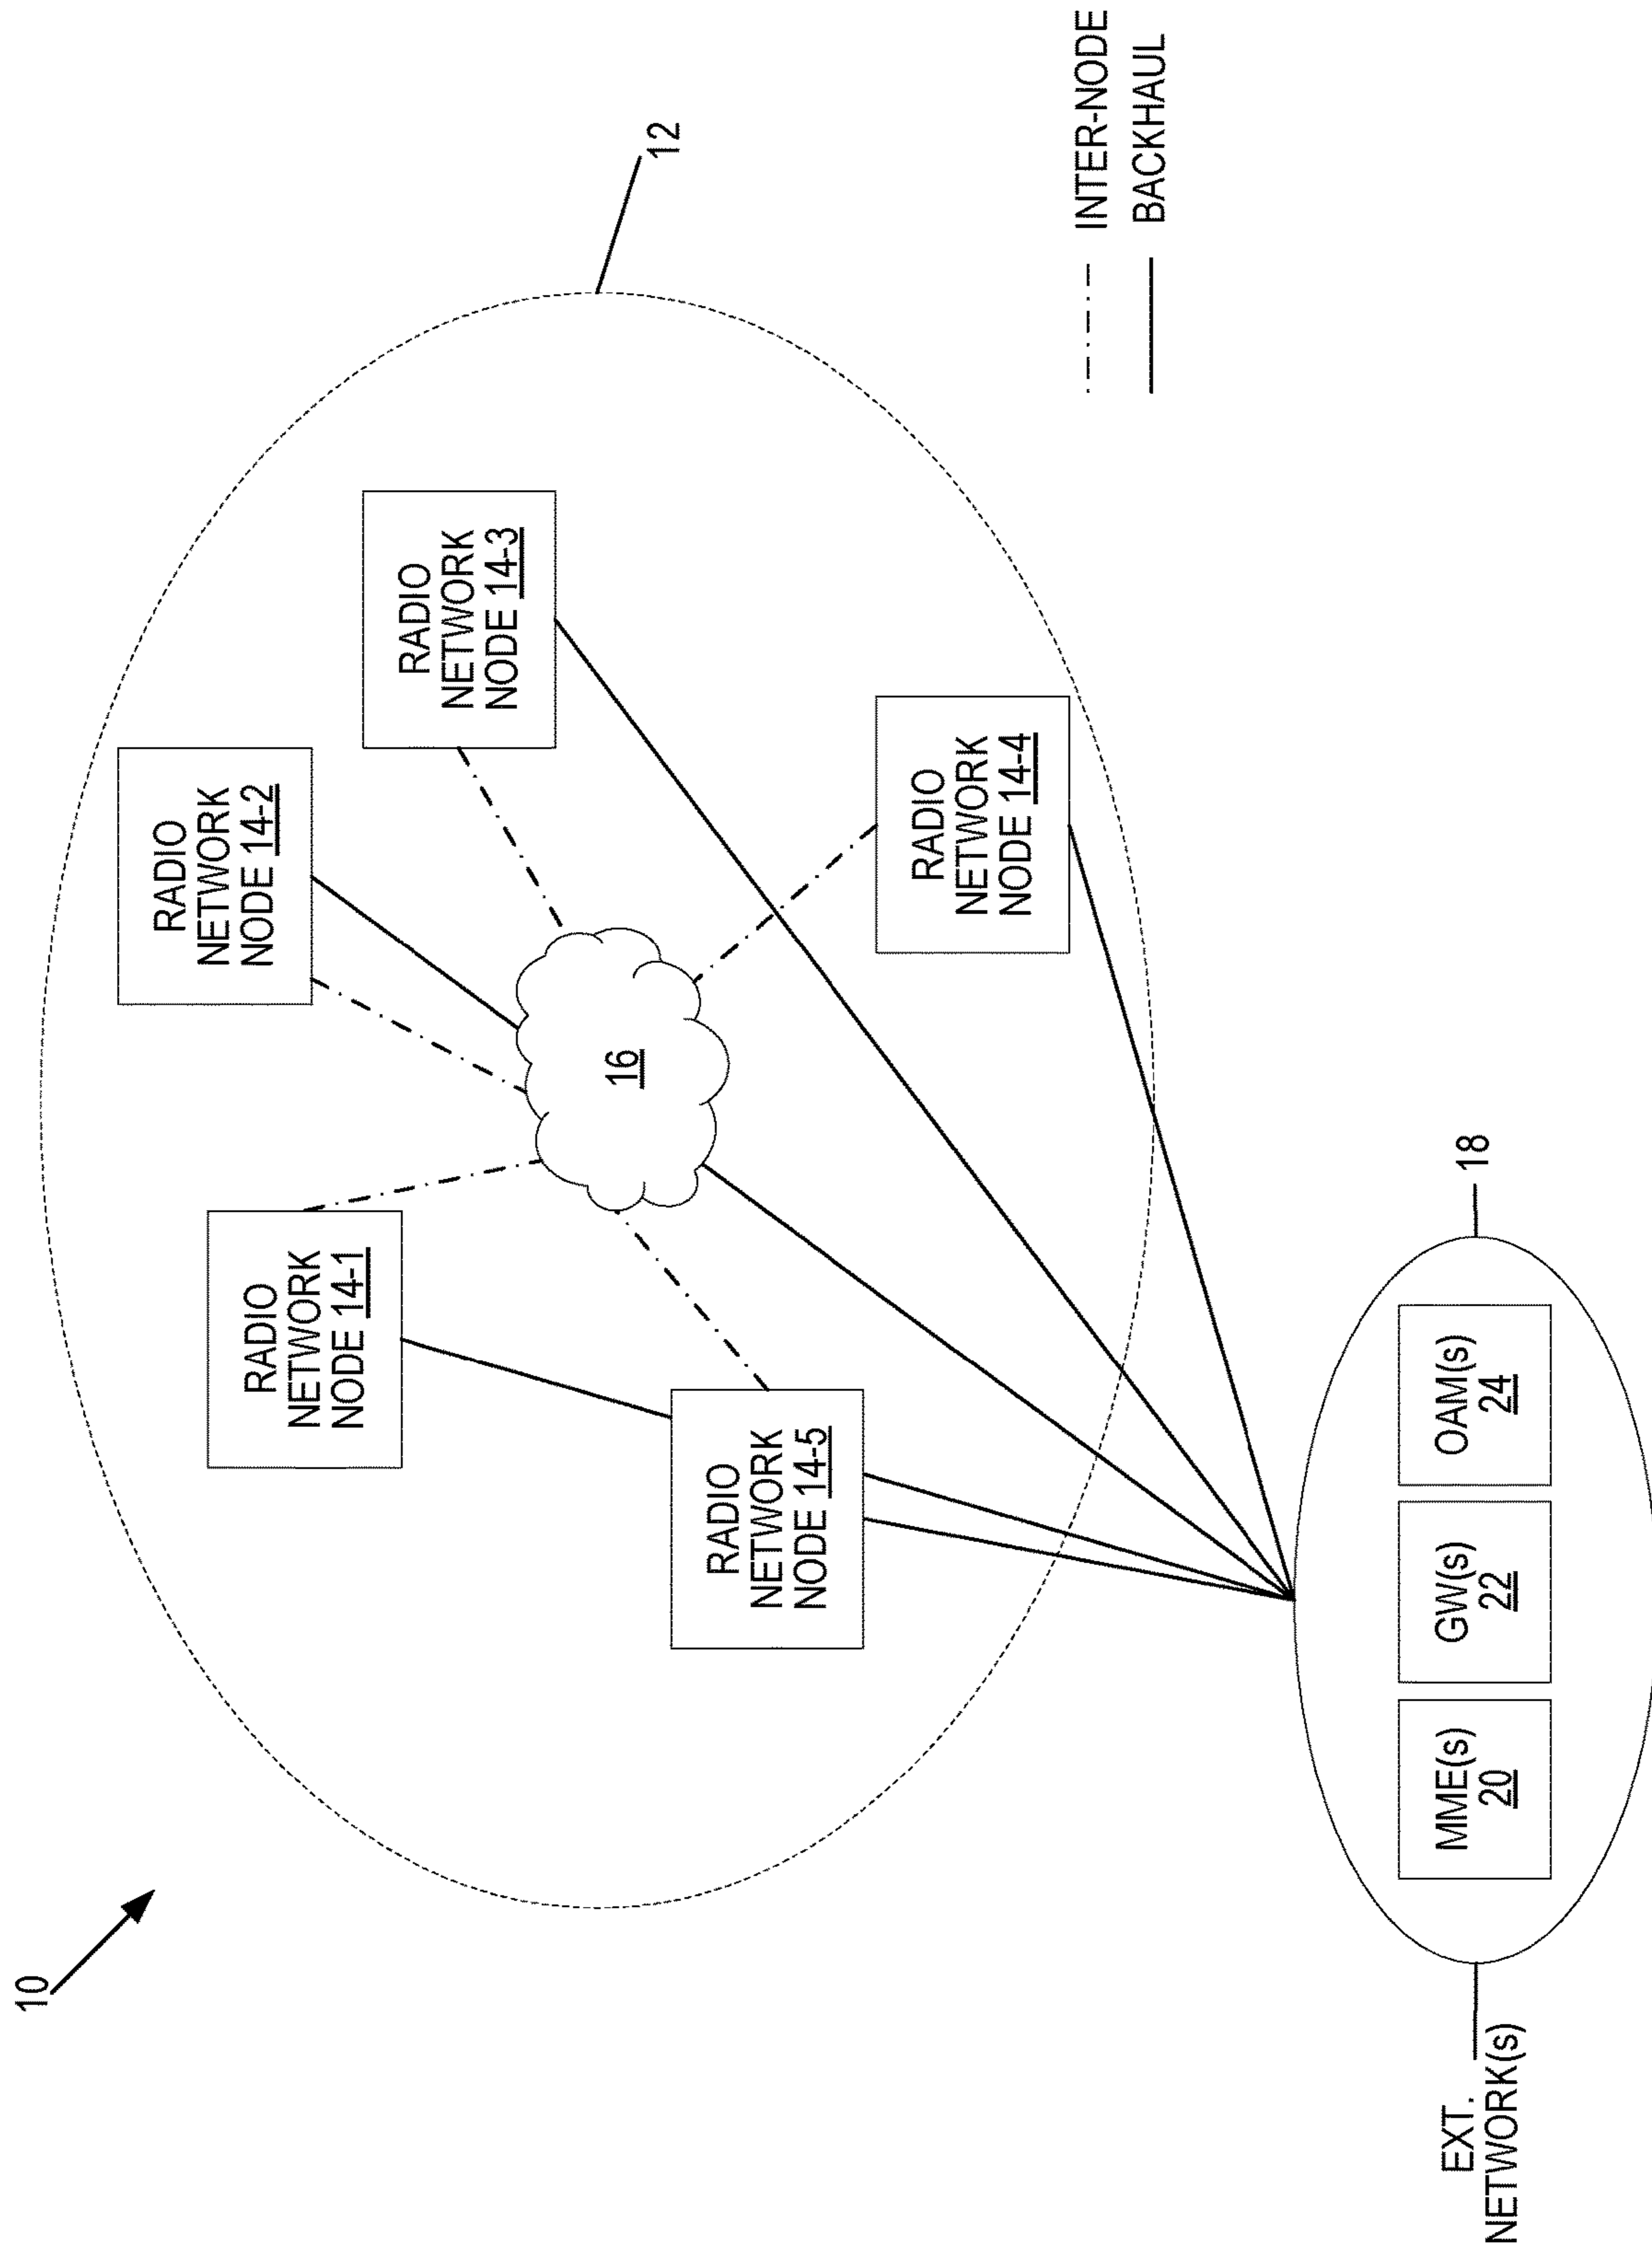 10
12
RADIO
NETWORK
NODE 14-1
RADIO
NETWORK
NODE 14-2
RADIO
NETWORK
NODE 14-3
16
RADIO
NETWORK
NODE 14-5
RADIO
NETWORK
NODE 14-4
INTER-NODE
BACKHAUL
18
EXT.
NETWORK(s)
MME(s)
20
GW(s)
22
OAM(s)
24